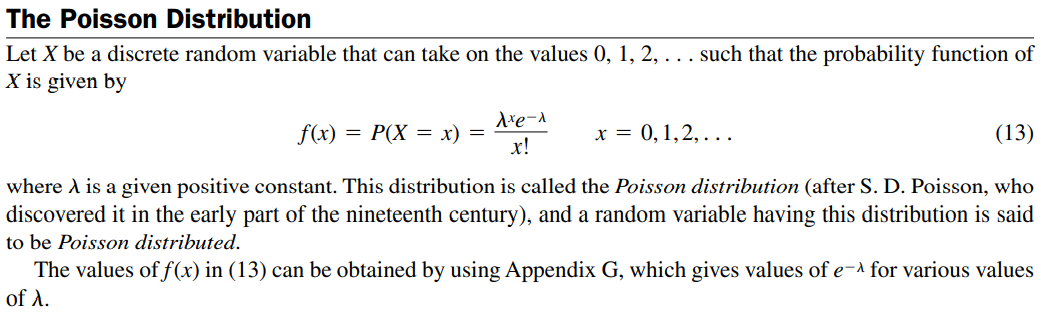 The Poisson Distribution
Let X be a discrete random variable that can take on the values 0, 1, 2, . . . such that the probability function of
X is given by
f(x) = P(X = x) = λˣe⁻λ / x!    x = 0, 1, 2, . . .    (13)
where λ is a given positive constant. This distribution is called the Poisson distribution (after S. D. Poisson, who
discovered it in the early part of the nineteenth century), and a random variable having this distribution is said
to be Poisson distributed.
The values of f(x) in (13) can be obtained by using Appendix G, which gives values of e⁻λ for various values
of λ.